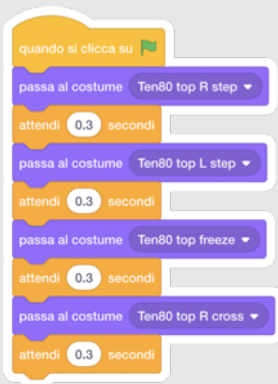 quando si clicca su
passa al costume Ten80 top R step
attendi 0.3 secondi
passa al costume Ten80 top L step
attendi 0.3 secondi
passa al costume Ten80 top freeze
attendi 0.3 secondi
passa al costume Ten80 top R cross
attendi 0.3 secondi